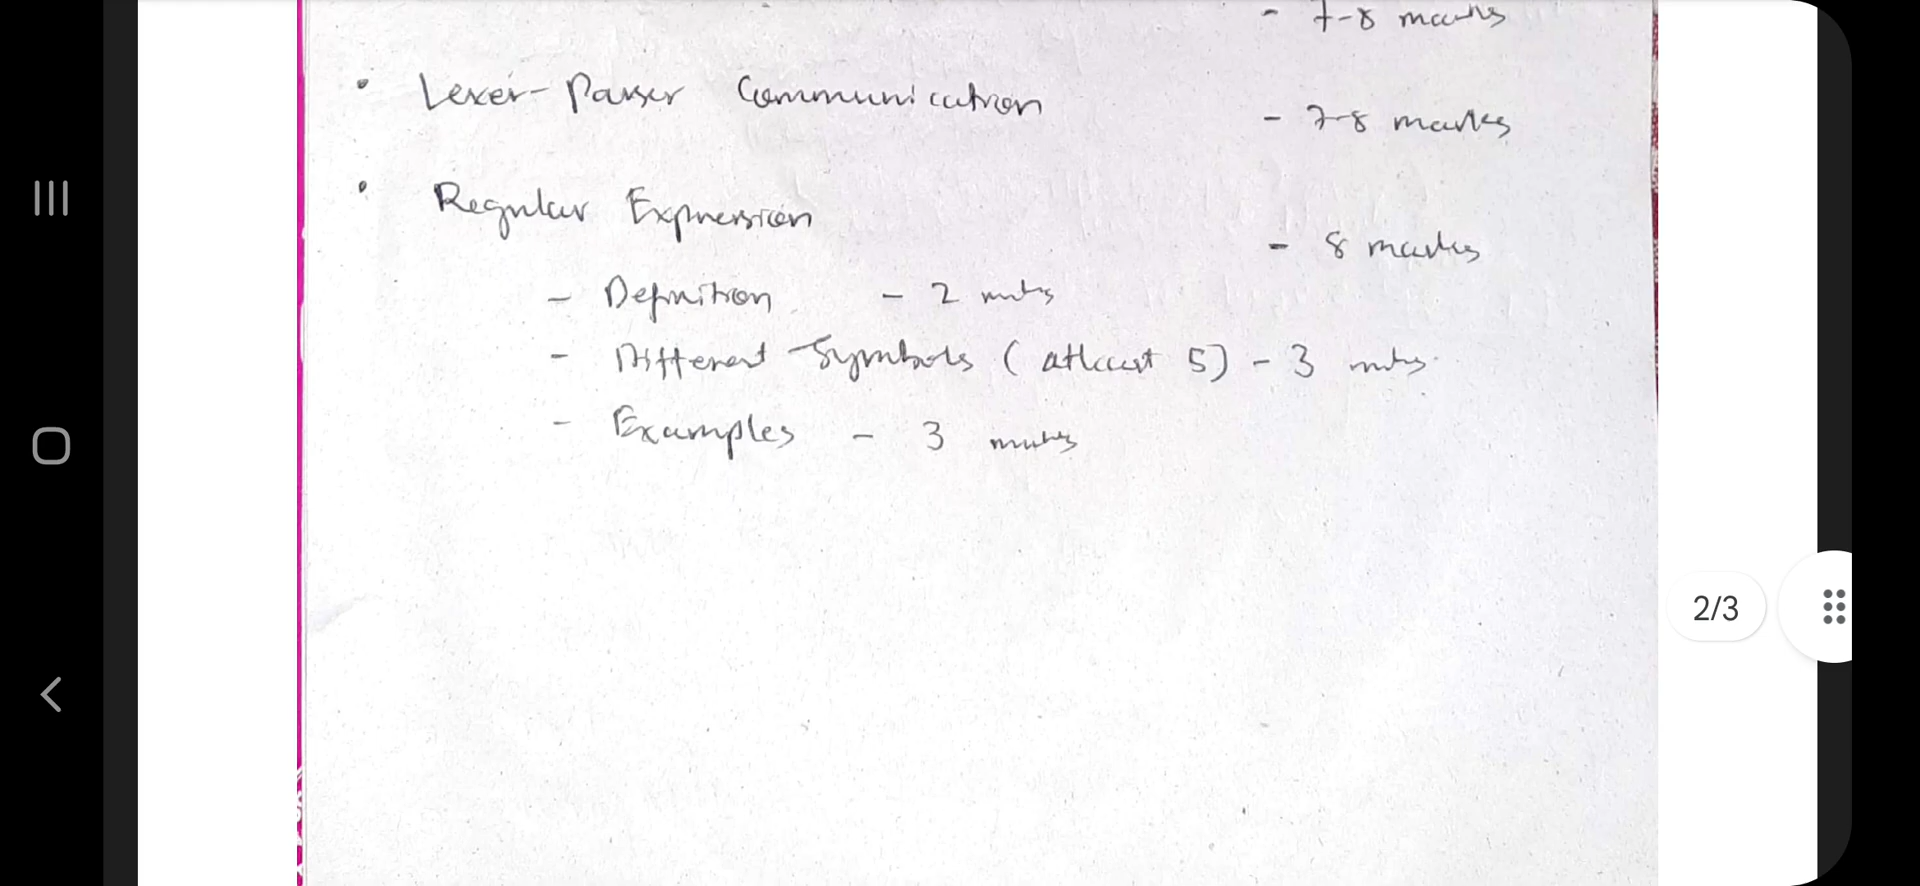 - 7-8 marks
• Lexer-Parser Communication
- 7-8 marks
• Regular Expression
- 8 marks
- Definition - 2 mks
- Different Symbols (atleast 5) - 3 mks.
- Examples - 3 marks
2/3